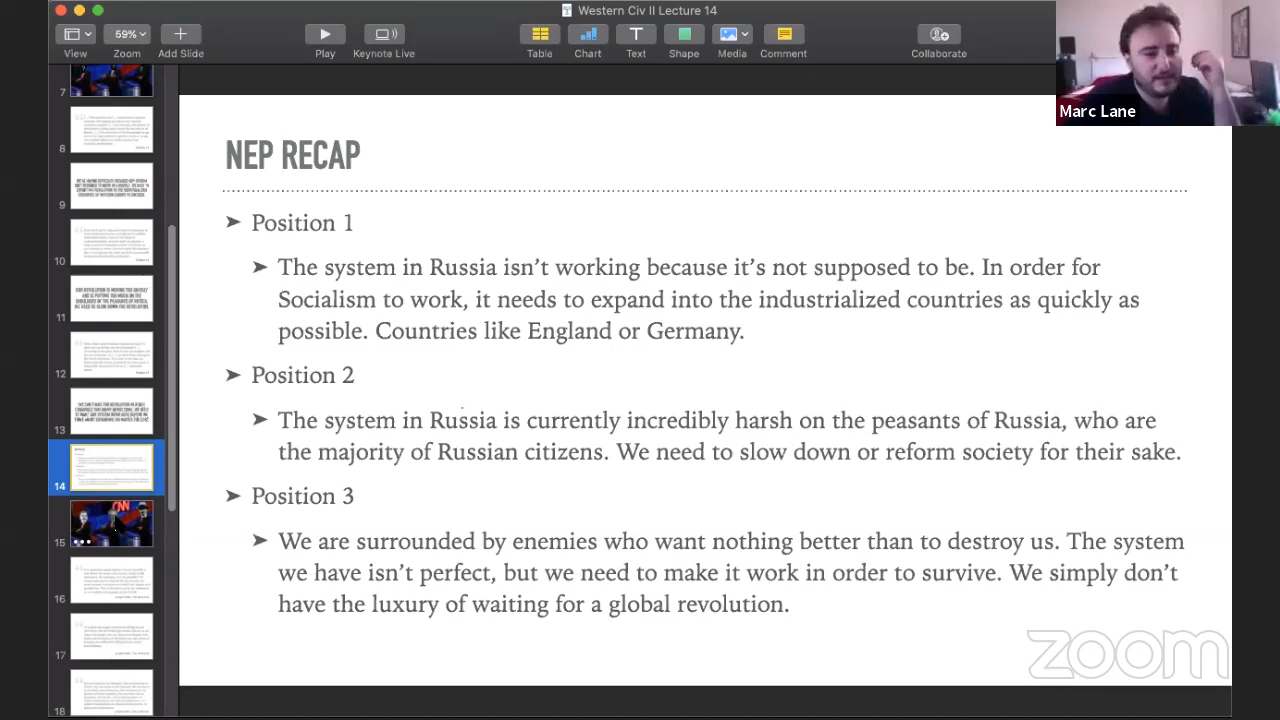 Western Civ II Lecture 14
59%
View Zoom Add Slide Play Keynote Live Table Chart Text Shape Media Comment Collaborate
Marc Lane
7
8
9
10
11
12
13
14
15
CNN
16
17
18
NEP RECAP
➤ Position 1
➤ The system in Russia isn’t working because it’s not supposed to be. In order for
Socialism to work, it needs to expand into the industrialized countries as quickly as
possible. Countries like England or Germany.
➤ Position 2
➤ The system in Russia is currently incredibly harsh on the peasants of Russia, who are
the majority of Russian citizens. We need to slow down or reform society for their sake.
➤ Position 3
➤ We are surrounded by enemies who want nothing better than to destroy us. The system
we have isn’t perfect, but we need to make it work in order to survive. We simply don’t
have the luxury of waiting for a global revolution.
zoom